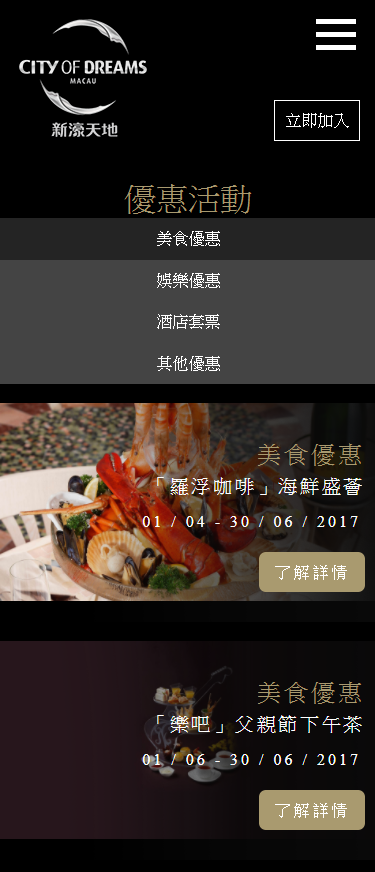 CITY OF DREAMS
MACAU
新濠天地
立即加入
優惠活動
美食優惠
娛樂優惠
酒店套票
其他優惠
美食優惠
「羅浮咖啡」海鮮盛薈
01 / 04 - 30 / 06 / 2017
了解詳情
美食優惠
「樂吧」父親節下午茶
01 / 06 - 30 / 06 / 2017
了解詳情